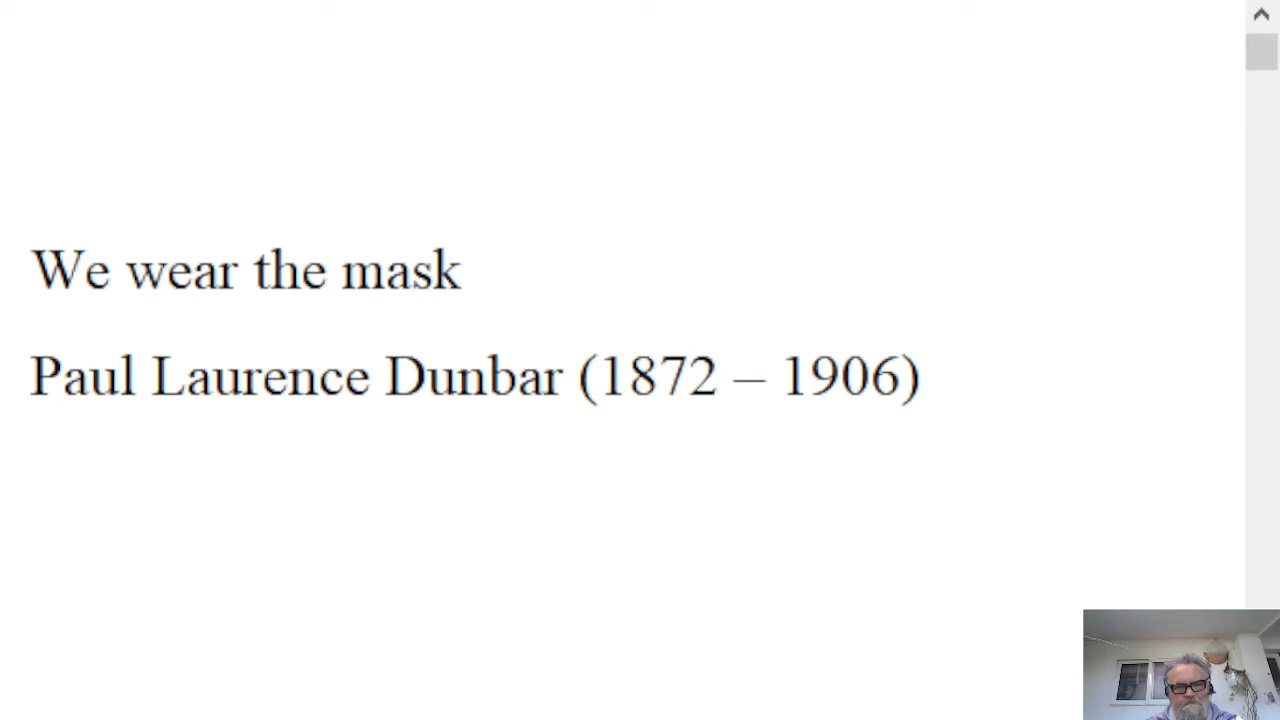 We wear the mask
Paul Laurence Dunbar (1872 – 1906)